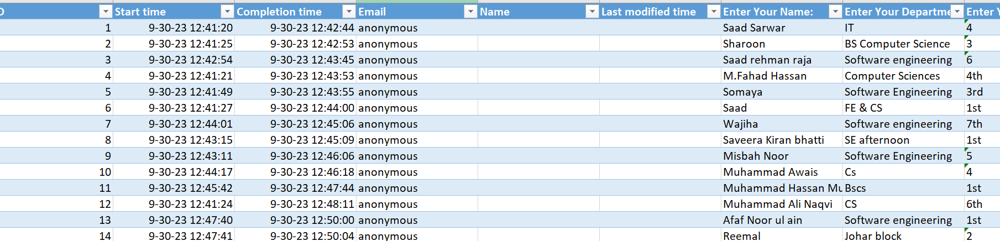 Start time Completion time Email Name Last modified time Enter Your Name: Enter Your Departme Enter
1 9-30-23 12:41:20 9-30-23 12:42:44 anonymous Saad Sarwar IT 4
2 9-30-23 12:41:25 9-30-23 12:42:53 anonymous Sharoon BS Computer Science 3
3 9-30-23 12:42:54 9-30-23 12:43:45 anonymous Saad rehman raja Software engineering 6
4 9-30-23 12:41:21 9-30-23 12:43:53 anonymous M.Fahad Hassan Computer Sciences 4th
5 9-30-23 12:41:49 9-30-23 12:43:55 anonymous Somaya Software Engineering 3rd
6 9-30-23 12:41:27 9-30-23 12:44:00 anonymous Saad FE & CS 1st
7 9-30-23 12:44:01 9-30-23 12:45:06 anonymous Wajiha Software engineering 7th
8 9-30-23 12:43:15 9-30-23 12:45:09 anonymous Saveera Kiran bhatti SE afternoon 1st
9 9-30-23 12:43:11 9-30-23 12:46:06 anonymous Misbah Noor Software Engineering 5
10 9-30-23 12:44:17 9-30-23 12:46:18 anonymous Muhammad Awais Cs 4
11 9-30-23 12:45:42 9-30-23 12:47:44 anonymous Muhammad Hassan Mu Bscs 1st
12 9-30-23 12:41:24 9-30-23 12:48:11 anonymous Muhammad Ali Naqvi CS 6th
13 9-30-23 12:47:40 9-30-23 12:50:00 anonymous Afaf Noor ul ain Software engineering 1st
14 9-30-23 12:47:41 9-30-23 12:50:04 anonymous Reemal Johar block 2